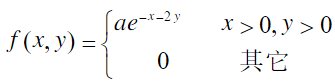 f(x, y) = { ae^{-x-2y}    x > 0, y > 0
0    其它